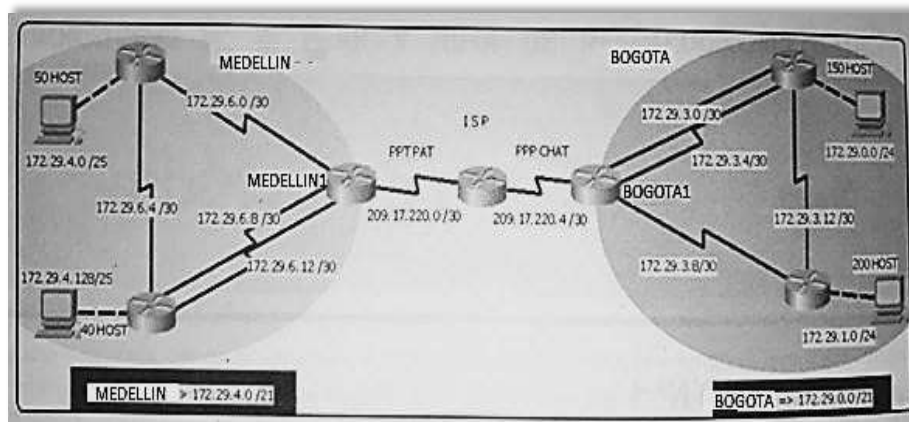 MEDELLIN - -
BOGOTA
50 HOST
150 HOST
172.29.6.0 /30
I S P
172.29.3.0 /30
172.29.4.0 /25
PPT PAT
PPP CHAT
172.29.3.4/30
172.29.0.0 /24
MEDELLIN1
BOGOTA1
172.29.6.4 /30
172.29.6.8 /30
209.17.220.0/30
209.17.220.4 /30
172.29.3.12 /30
172.29.4.128/25
172.29.6.12 /30
172.29.3.8/30
200 HOST
40 HOST
172.29.1.0 /24
MEDELLIN > 172.29.4.0 /21
BOGOTA => 172.29.0.0 /21